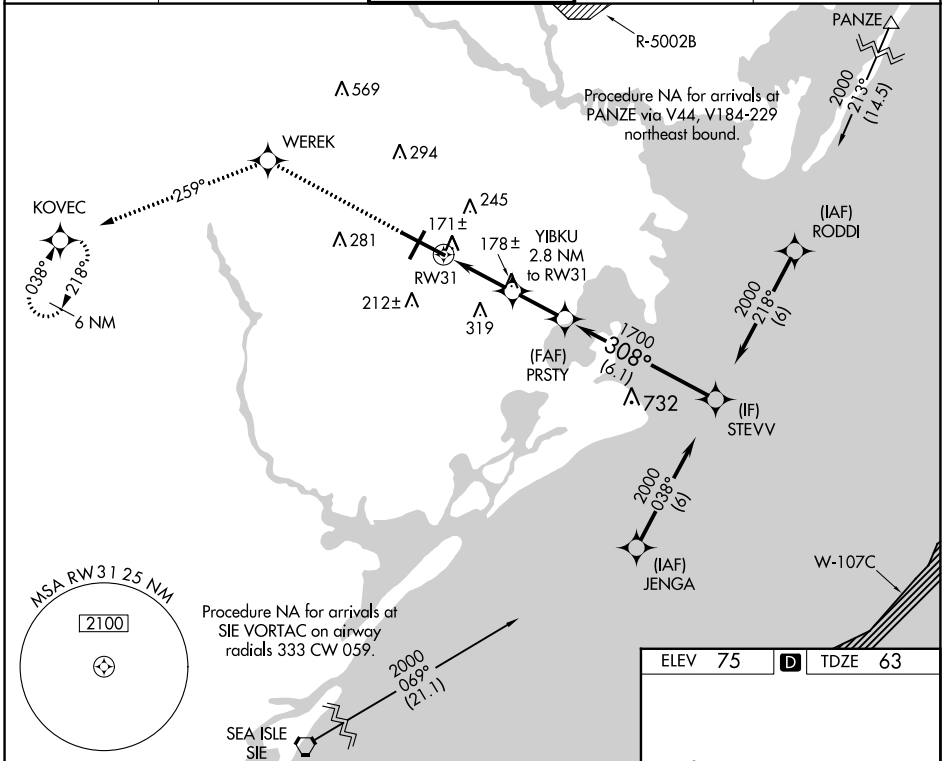 PANZE
R-5002B
2000
213°
(14.5)
Procedure NA for arrivals at
PANZE via V44, V184-229
northeast bound.
569
WEREK
294
259°
KOVEC
245
171±
281
178±
YIBKU
2.8 NM
to RW31
(IAF)
RODDI
038°
218°
6 NM
RW31
212±
319
2000
218°
(6)
(FAF)
PRSTY
1700
308°
(6.1)
732
(IF)
STEVV
2000
038°
(6)
(IAF)
JENGA
W-107C
MSA RW31 25 NM
2100
Procedure NA for arrivals at
SIE VORTAC on airway
radials 333 CW 059.
2000
069°
(21.1)
SEA ISLE
SIE
ELEV 75 D TDZE 63